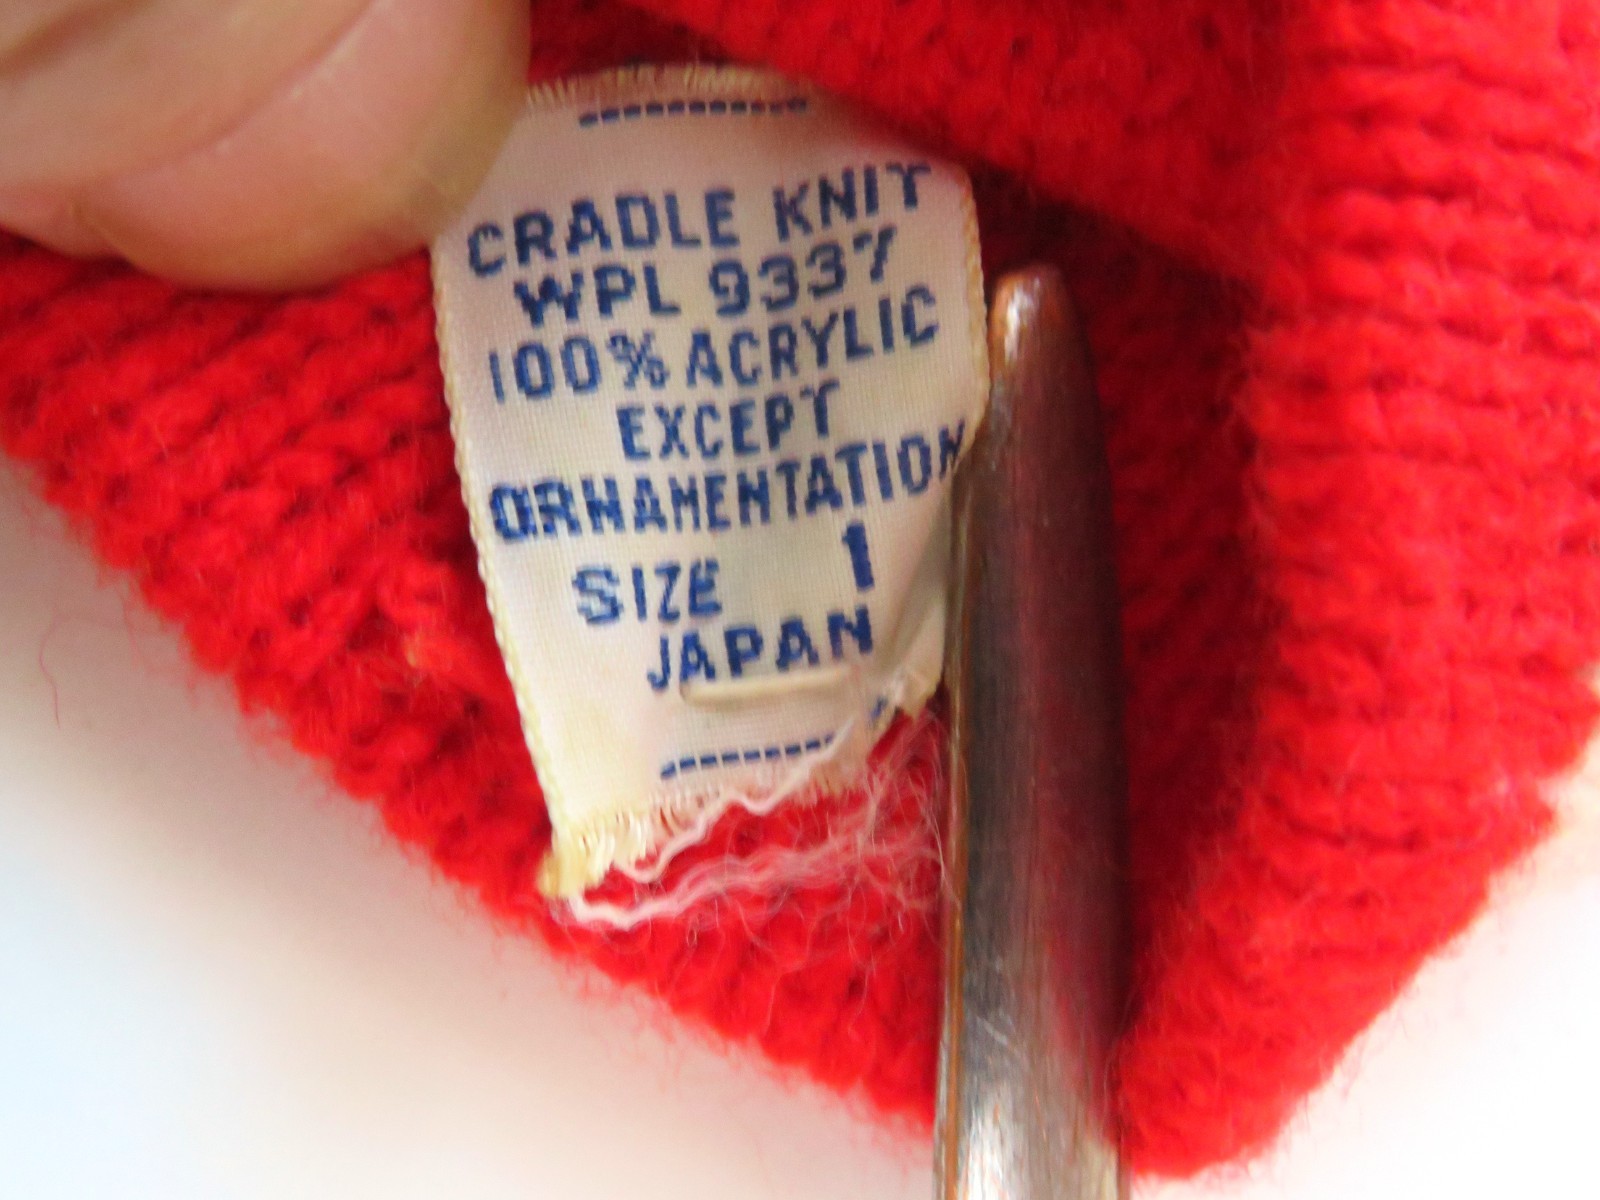 CRADLE KNIT
WPL 9337
100% ACRYLIC
EXCEPT
ORNAMENTATION
SIZE 1
JAPAN